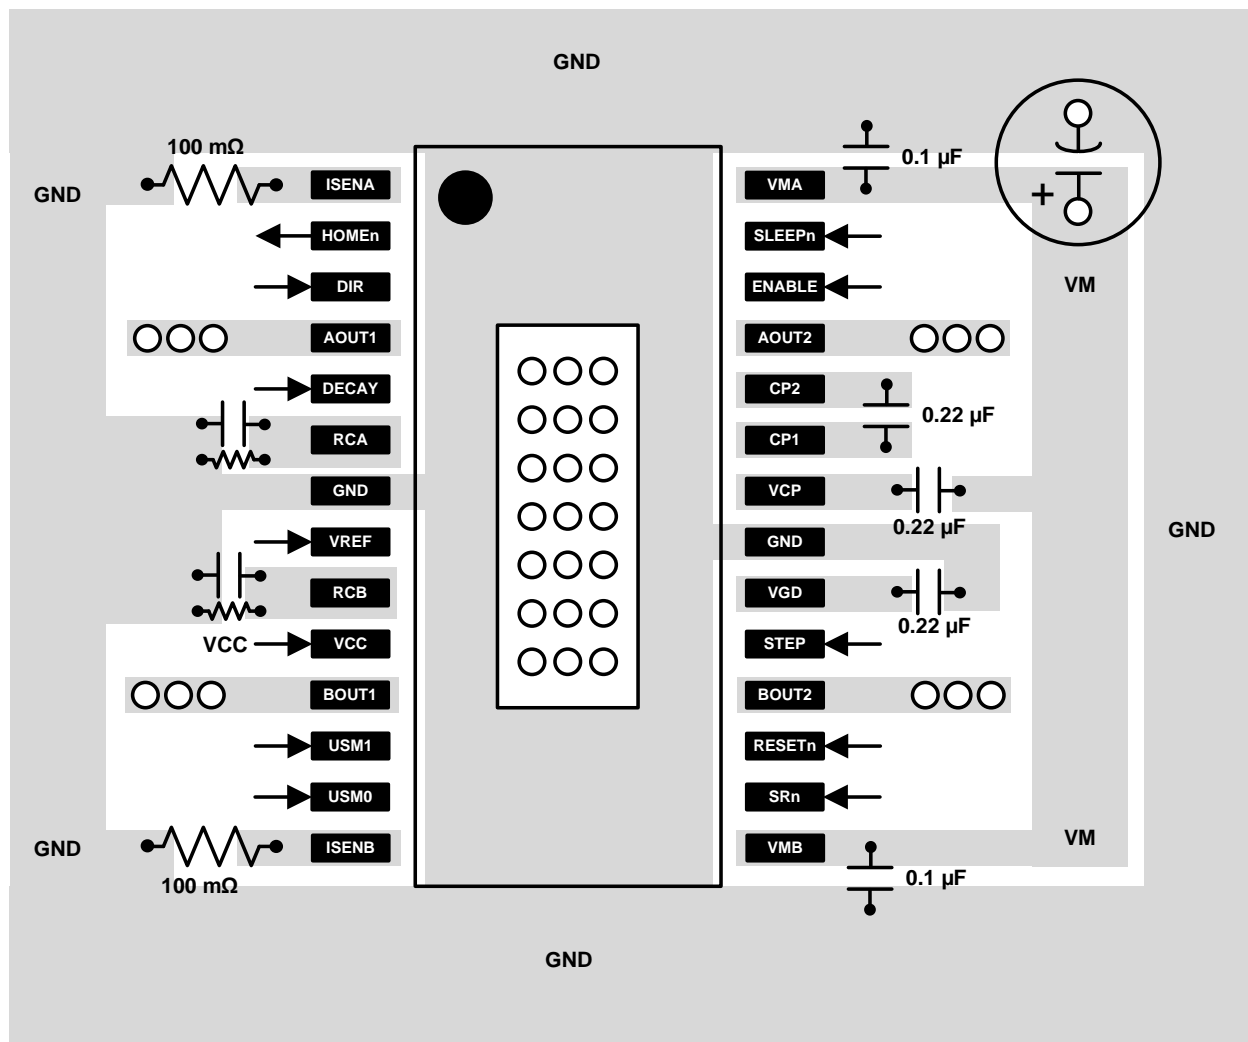 GND
100 mΩ
0.1 µF
GND
ISENA
VMA
+
HOMEn
SLEEPn
DIR
ENABLE
VM
AOUT1
AOUT2
DECAY
CP2
0.22 µF
RCA
CP1
GND
VCP
0.22 µF
GND
VREF
GND
RCB
VGD
0.22 µF
VCC
VCC
STEP
BOUT1
BOUT2
USM1
RESETn
USM0
SRn
VM
GND
ISENB
VMB
100 mΩ
0.1 µF
GND